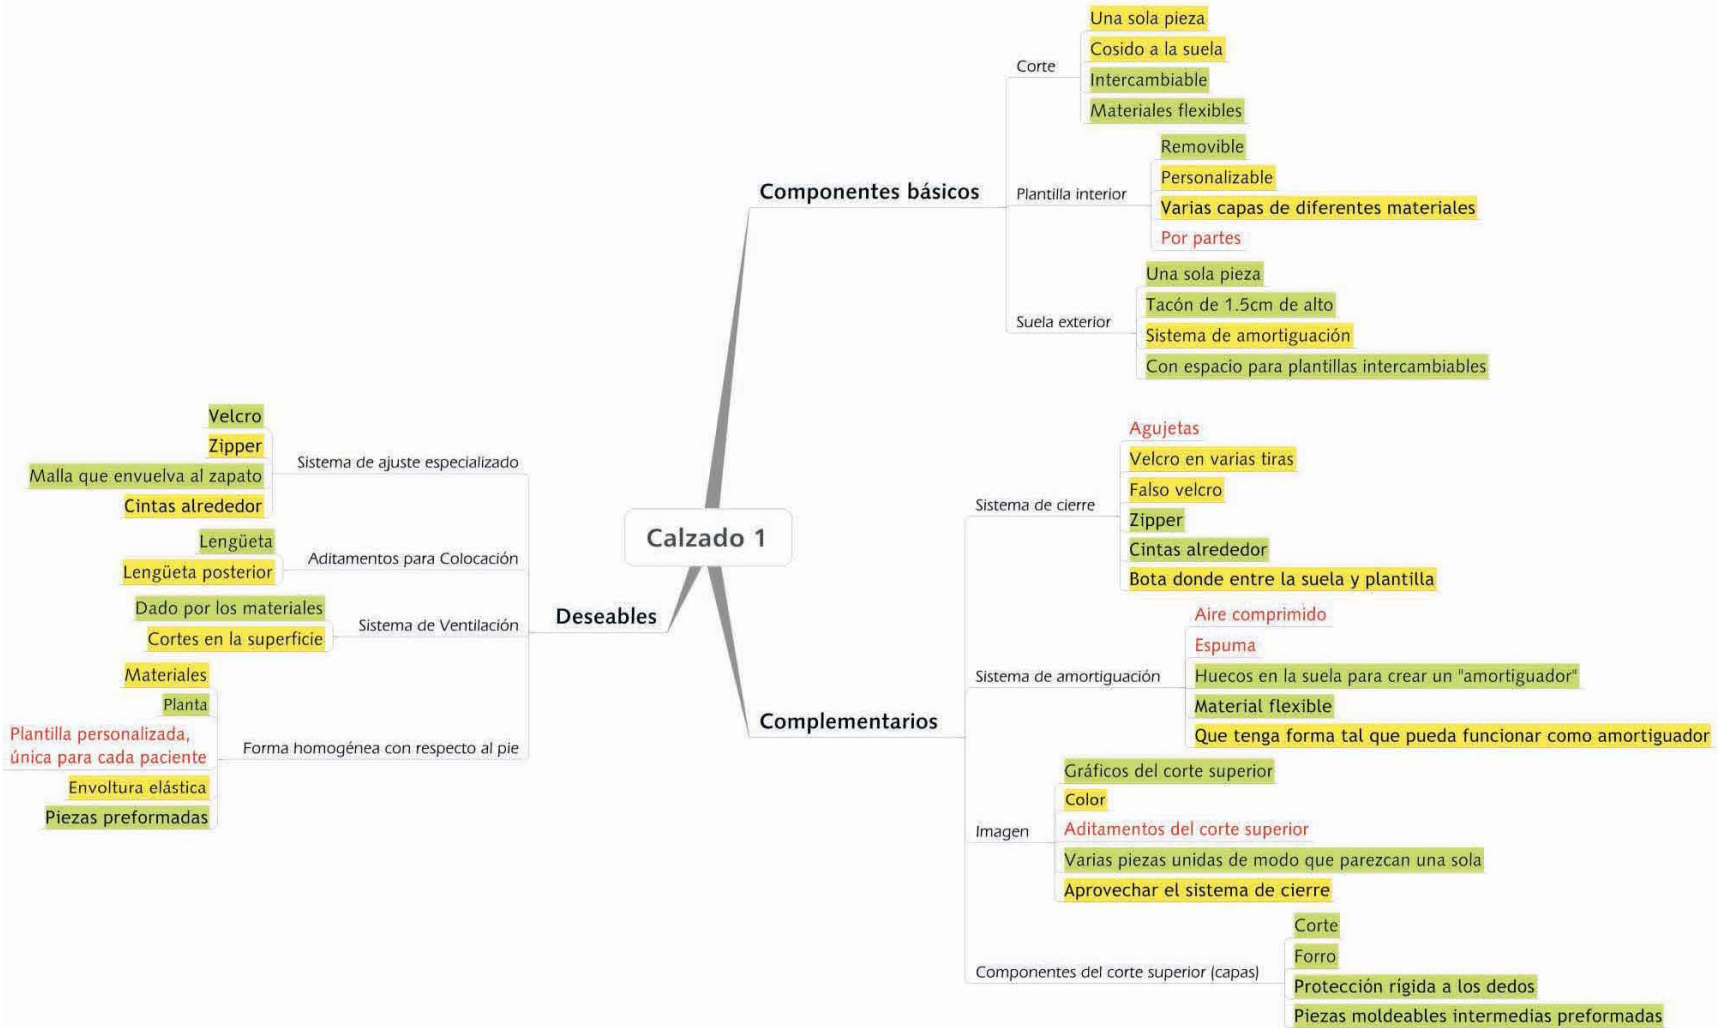 Calzado 1
Componentes básicos
Corte
Una sola pieza
Cosido a la suela
Intercambiable
Materiales flexibles
Plantilla interior
Removible
Personalizable
Varias capas de diferentes materiales
Por partes
Suela exterior
Una sola pieza
Tacón de 1.5cm de alto
Sistema de amortiguación
Con espacio para plantillas intercambiables
Complementarios
Sistema de cierre
Agujetas
Velcro en varias tiras
Falso velcro
Zipper
Cintas alrededor
Bota donde entre la suela y plantilla
Sistema de amortiguación
Aire comprimido
Espuma
Huecos en la suela para crear un "amortiguador"
Material flexible
Que tenga forma tal que pueda funcionar como amortiguador
Imagen
Gráficos del corte superior
Color
Aditamentos del corte superior
Varias piezas unidas de modo que parezcan una sola
Aprovechar el sistema de cierre
Componentes del corte superior (capas)
Corte
Forro
Protección rígida a los dedos
Piezas moldeables intermedias preformadas
Deseables
Sistema de ajuste especializado
Velcro
Zipper
Malla que envuelva al zapato
Cintas alrededor
Aditamentos para Colocación
Lengüeta
Lengüeta posterior
Sistema de Ventilación
Dado por los materiales
Cortes en la superficie
Forma homogénea con respecto al pie
Materiales
Planta
Plantilla personalizada,
única para cada paciente
Envoltura elástica
Piezas preformadas